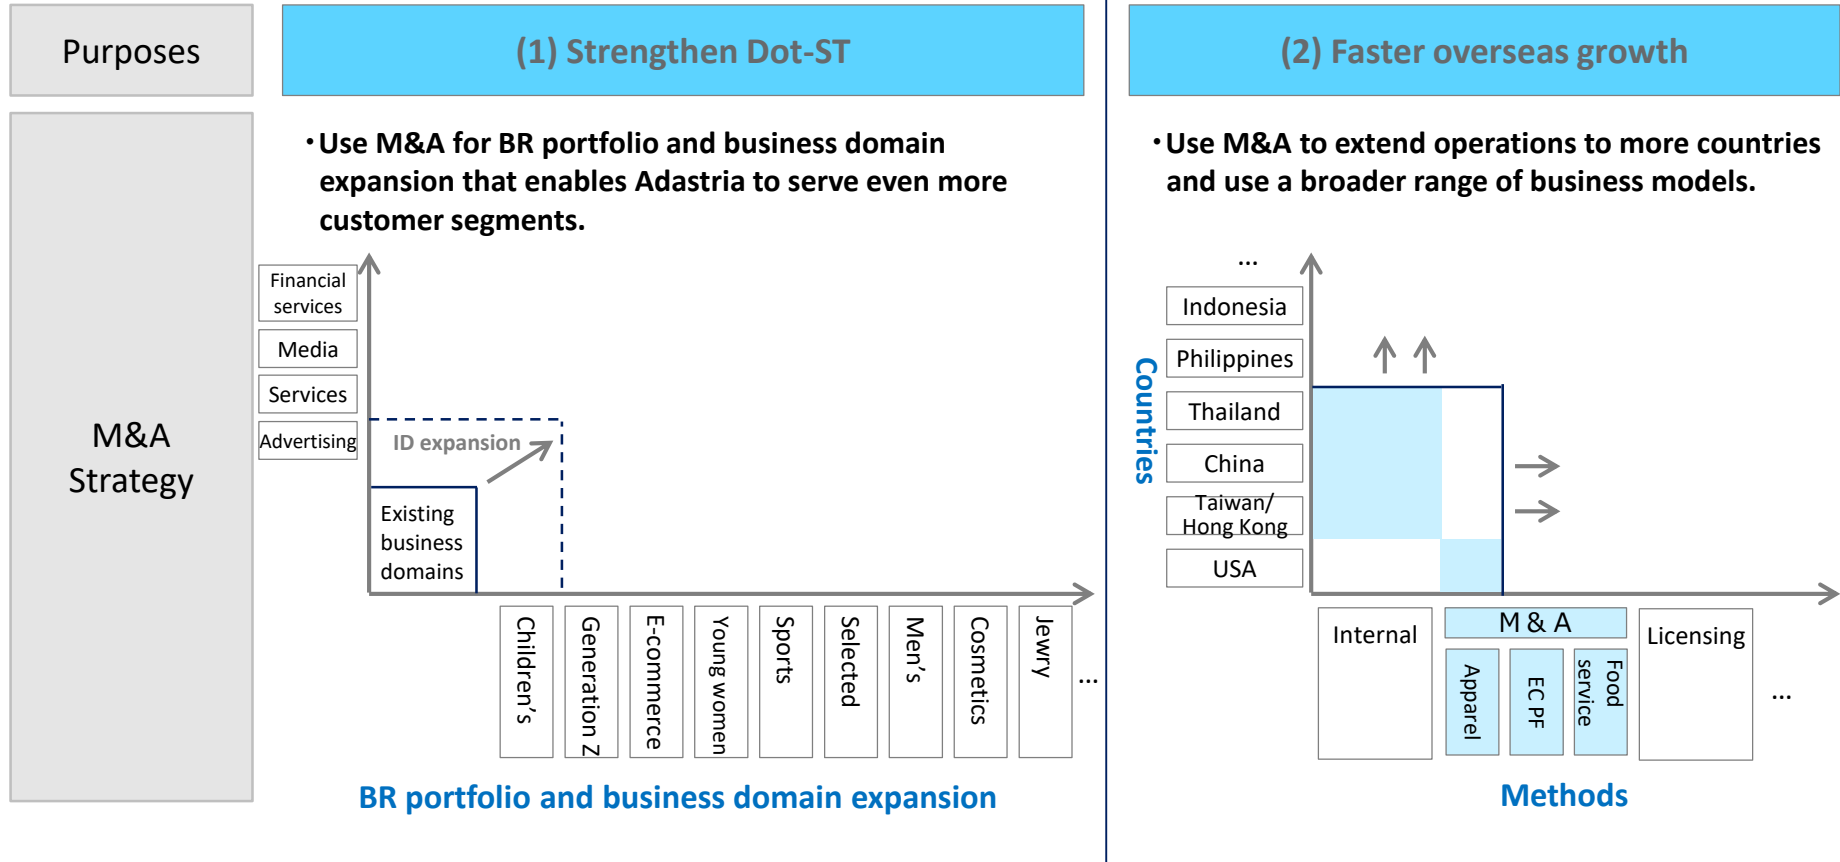 Purposes
(1) Strengthen Dot-ST
(2) Faster overseas growth
M&A
Strategy
・Use M&A for BR portfolio and business domain
expansion that enables Adastria to serve even more
customer segments.
Financial
services
Media
Services
Advertising
ID expansion
Existing
business
domains
Children's
Generation Z
E-commerce
Young women
Sports
Selected
Men's
Cosmetics
Jewry
...
BR portfolio and business domain expansion
・Use M&A to extend operations to more countries
and use a broader range of business models.
...
Indonesia
Philippines
Thailand
China
Taiwan/
Hong Kong
USA
Countries
Internal
M & A
Apparel
EC PF
Food
service
Licensing
...
Methods